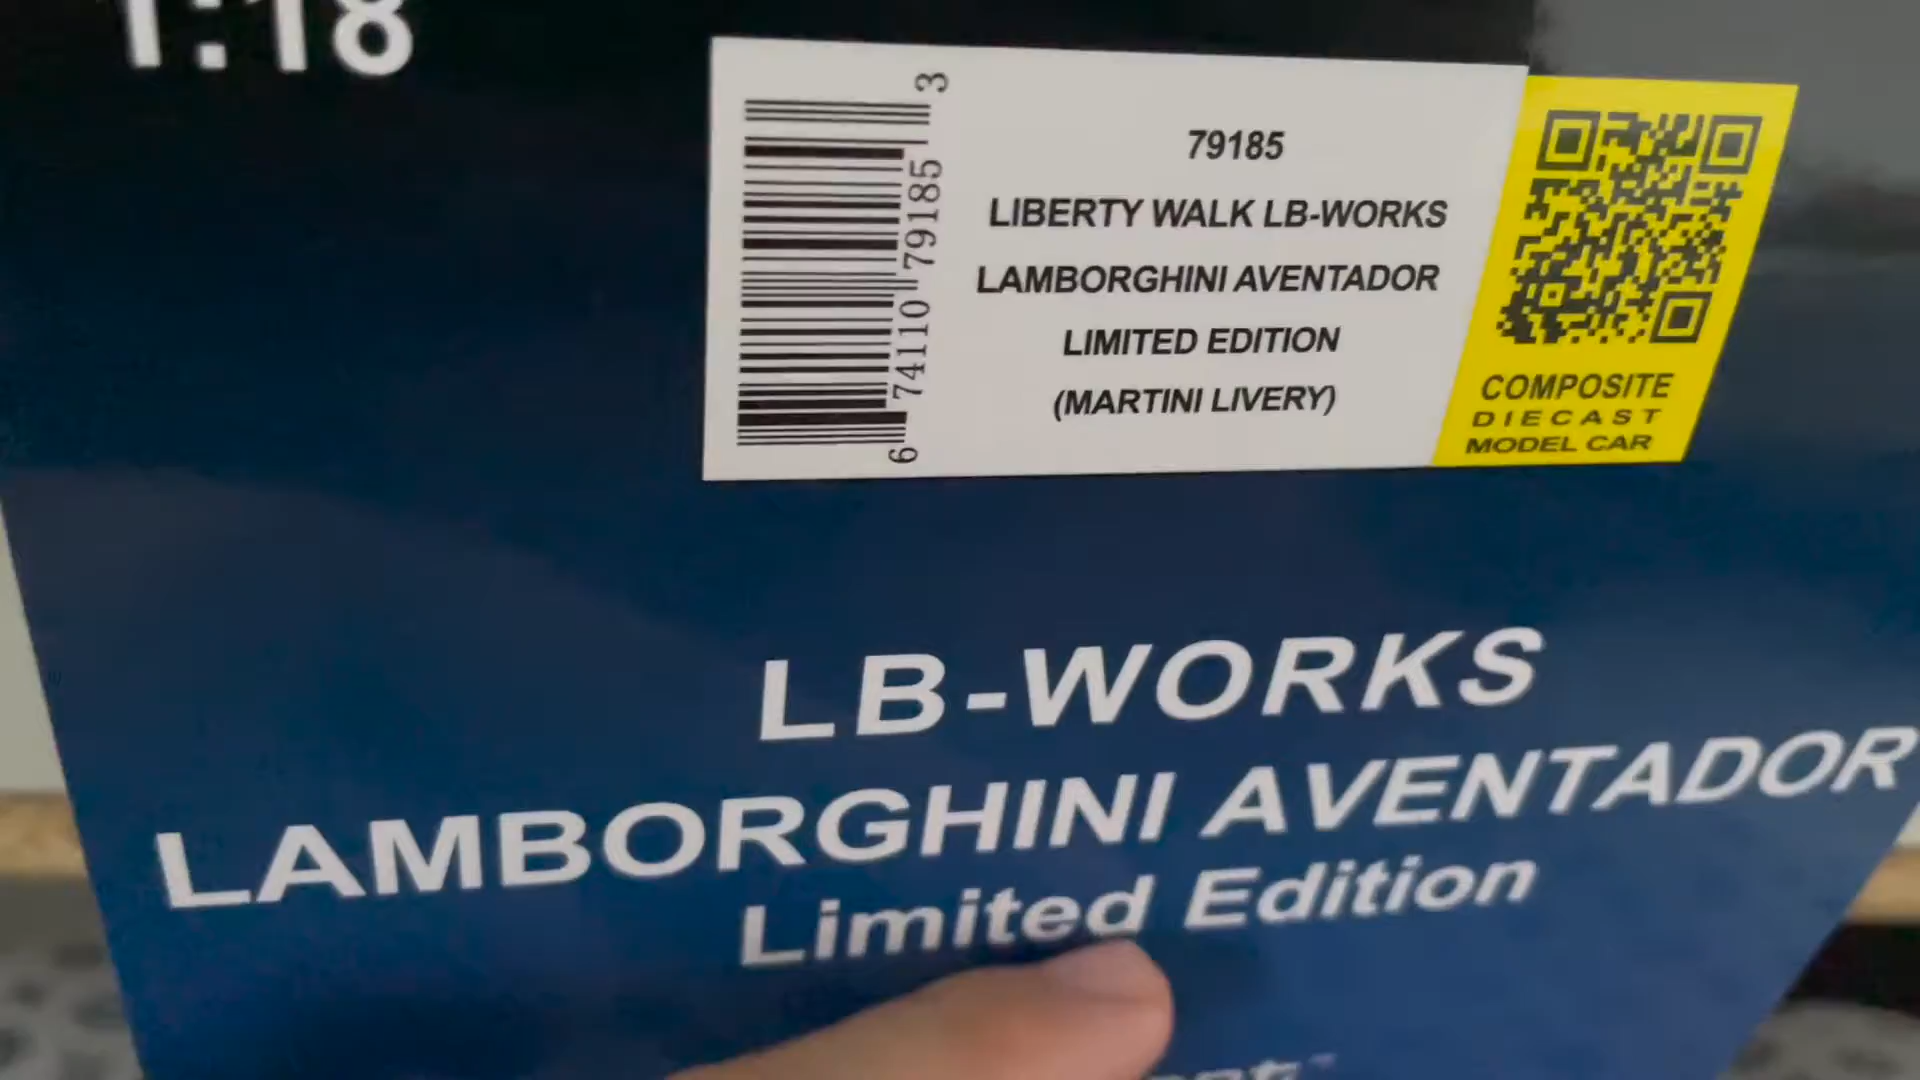 1:18
3
79185
6 74110 79185
LIBERTY WALK LB-WORKS
LAMBORGHINI AVENTADOR
LIMITED EDITION
(MARTINI LIVERY)
COMPOSITE
DIECAST
MODEL CAR
LB-WORKS
LAMBORGHINI AVENTADOR
Limited Edition